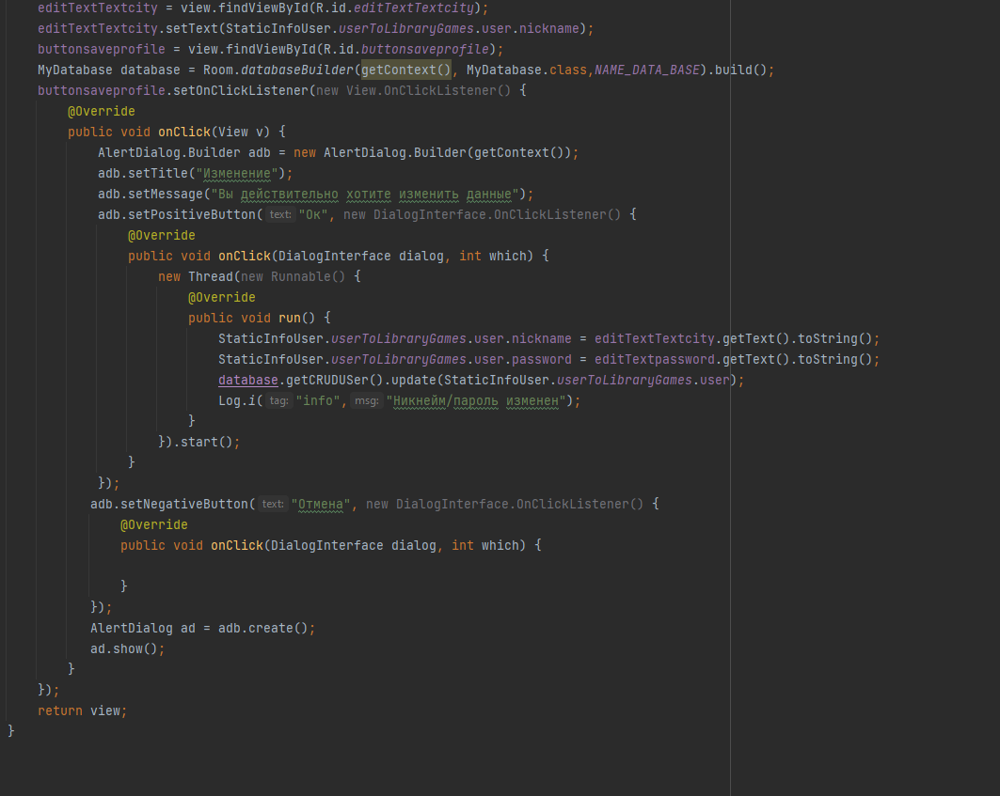 editTextTextcity = view.findViewById(R.id.editTextTextcity);
editTextTextcity.setText(StaticInfoUser.userToLibraryGames.user.nickname);
buttonsaveprofile = view.findViewById(R.id.buttonsaveprofile);
MyDatabase database = Room.databaseBuilder(getContext(), MyDatabase.class,NAME_DATA_BASE).build();
buttonsaveprofile.setOnClickListener(new View.OnClickListener() {
@Override
public void onClick(View v) {
AlertDialog.Builder adb = new AlertDialog.Builder(getContext());
adb.setTitle("Изменение");
adb.setMessage("Вы действительно хотите изменить данные");
adb.setPositiveButton( text: "Ок", new DialogInterface.OnClickListener() {
@Override
public void onClick(DialogInterface dialog, int which) {
new Thread(new Runnable() {
@Override
public void run() {
StaticInfoUser.userToLibraryGames.user.nickname = editTextTextcity.getText().toString();
StaticInfoUser.userToLibraryGames.user.password = editTextpassword.getText().toString();
database.getCRUDUSer().update(StaticInfoUser.userToLibraryGames.user);
Log.i( tag: "info", msg: "Никнейм/пароль изменен");
}
}).start();
}
});
adb.setNegativeButton( text: "Отмена", new DialogInterface.OnClickListener() {
@Override
public void onClick(DialogInterface dialog, int which) {
}
});
AlertDialog ad = adb.create();
ad.show();
}
});
return view;
}